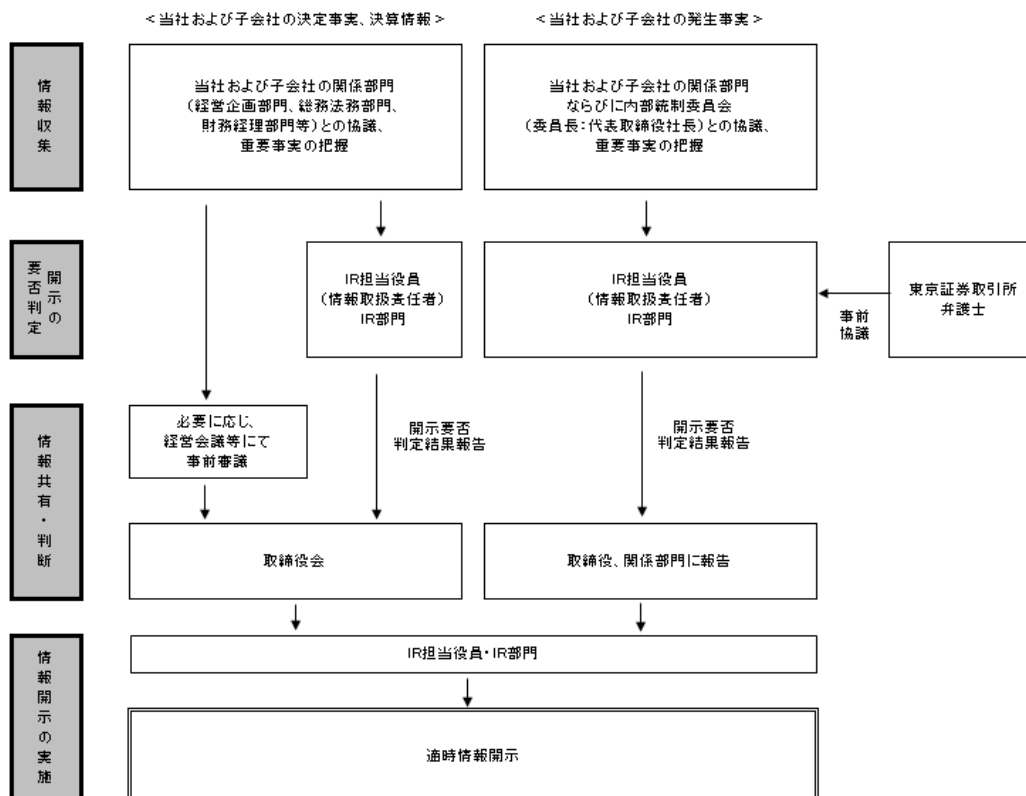 ＜当社および子会社の決定事実、決算情報＞
＜当社および子会社の発生事実＞
情報収集
当社および子会社の関係部門
（経営企画部門、総務法務部門、
財務経理部門等）との協議、
重要事実の把握
当社および子会社の関係部門
ならびに内部統制委員会
（委員長：代表取締役社長）との協議、
重要事実の把握
開示の
要否判定
IR担当役員
（情報取扱責任者）
IR部門
IR担当役員
（情報取扱責任者）
IR部門
事前
協議
東京証券取引所
弁護士
情報共有・判断
必要に応じ、
経営会議等にて
事前審議
開示要否
判定結果報告
開示要否
判定結果報告
取締役会
取締役、関係部門に報告
情報開示の実施
IR担当役員・IR部門
適時情報開示